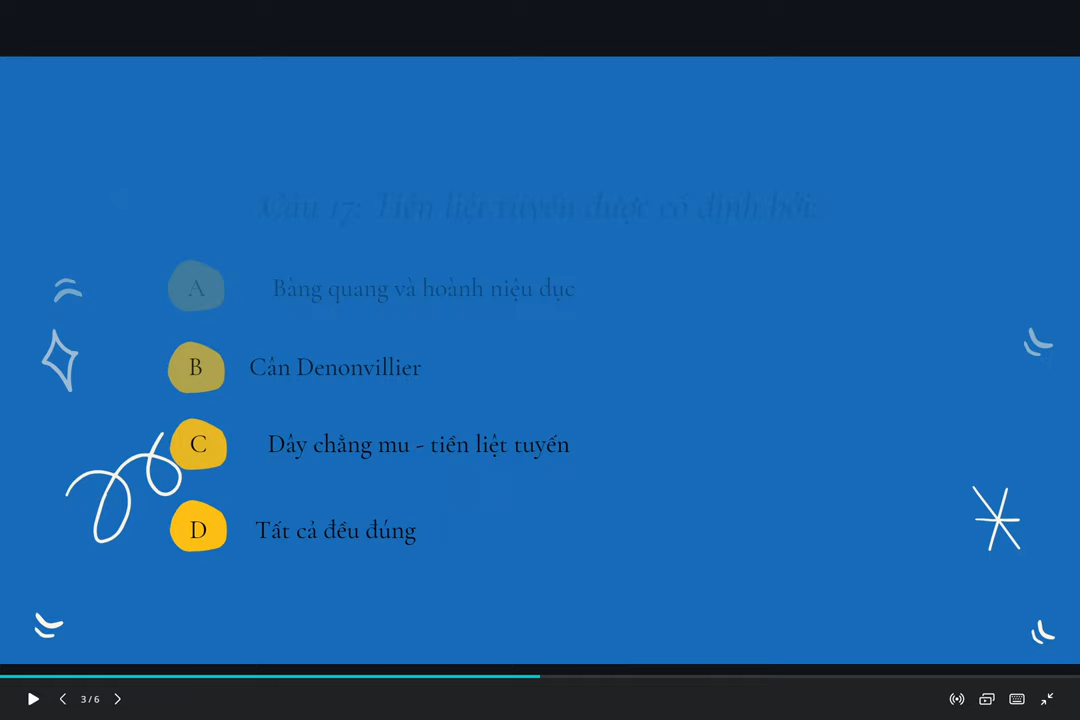 Câu 17: Tiền liệt tuyến được cố định bởi:
A Bàng quang và hoành niệu dục
B Cân Denonvillier
C Dây chằng mu - tiền liệt tuyến
D Tất cả đều đúng
3/6